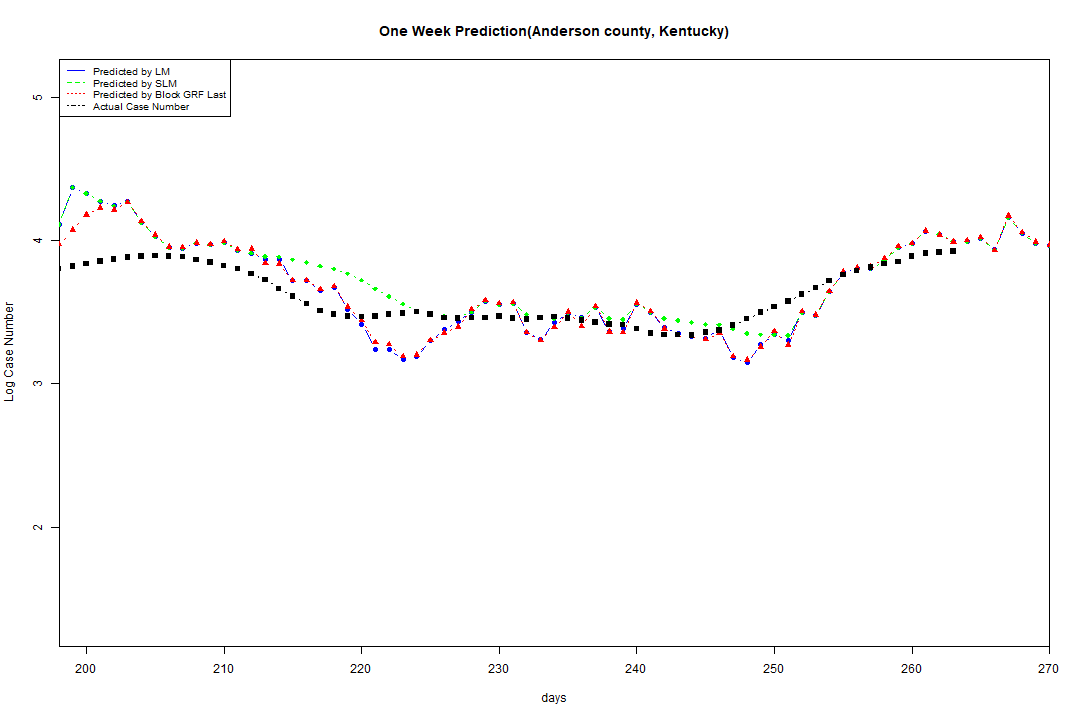 One Week Prediction(Anderson county, Kentucky)
Predicted by LM
Predicted by SLM
Predicted by Block GRF Last
Actual Case Number
5
4
3
2
Log Case Number
200 210 220 230 240 250 260 270
days